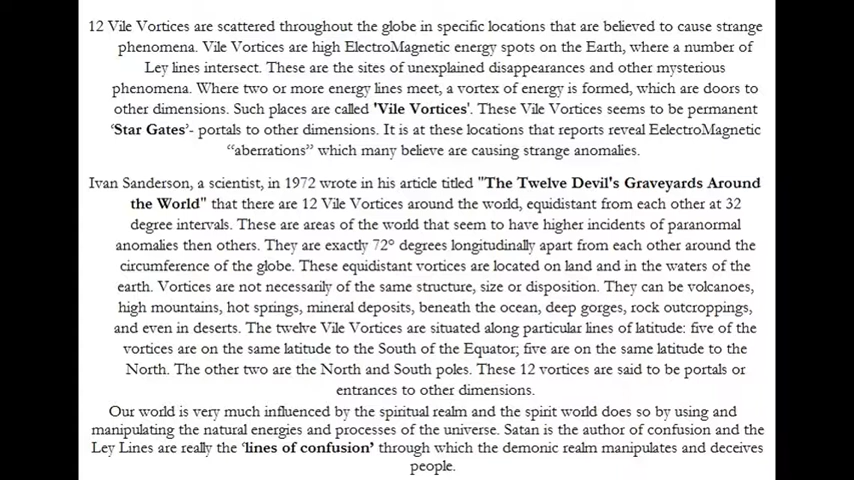 12 Vile Vortices are scattered throughout the globe in specific locations that are believed to cause strange
phenomena. Vile Vortices are high ElectroMagnetic energy spots on the Earth, where a number of
Ley lines intersect. These are the sites of unexplained disappearances and other mysterious
phenomena. Where two or more energy lines meet, a vortex of energy is formed, which are doors to
other dimensions. Such places are called 'Vile Vortices'. These Vile Vortices seems to be permanent
'Star Gates'- portals to other dimensions. It is at these locations that reports reveal EelectroMagnetic
“aberrations” which many believe are causing strange anomalies.
Ivan Sanderson, a scientist, in 1972 wrote in his article titled "The Twelve Devil's Graveyards Around
the World" that there are 12 Vile Vortices around the world, equidistant from each other at 32
degree intervals. These are areas of the world that seem to have higher incidents of paranormal
anomalies then others. They are exactly 72° degrees longitudinally apart from each other around the
circumference of the globe. These equidistant vortices are located on land and in the waters of the
earth. Vortices are not necessarily of the same structure, size or disposition. They can be volcanoes,
high mountains, hot springs, mineral deposits, beneath the ocean, deep gorges, rock outcroppings,
and even in deserts. The twelve Vile Vortices are situated along particular lines of latitude: five of the
vortices are on the same latitude to the South of the Equator; five are on the same latitude to the
North. The other two are the North and South poles. These 12 vortices are said to be portals or
entrances to other dimensions.
Our world is very much influenced by the spiritual realm and the spirit world does so by using and
manipulating the natural energies and processes of the universe. Satan is the author of confusion and the
Ley Lines are really the 'lines of confusion' through which the demonic realm manipulates and deceives
people.